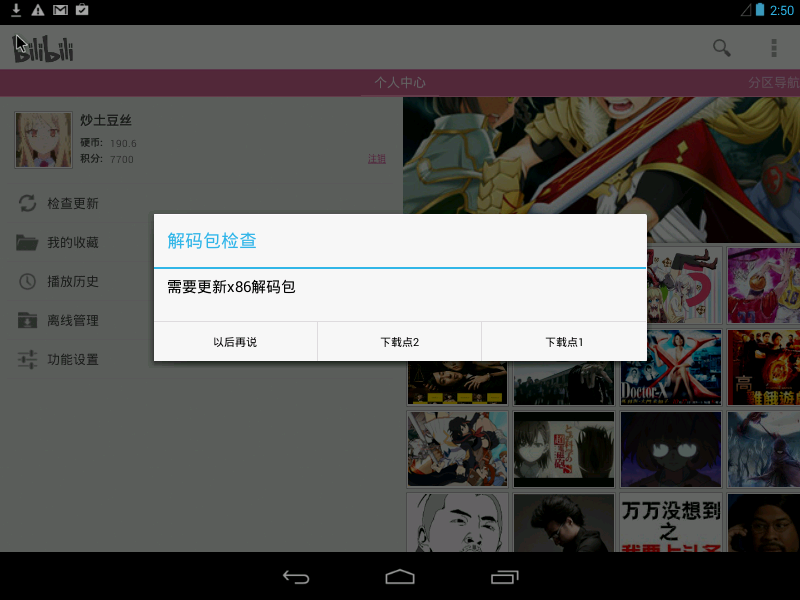 2:50
bilibili
个人中心
分区导航
炒土豆丝
硬币: 190.6
积分: 7700
注销
检查更新
我的收藏
播放历史
离线管理
功能设置
解码包检查
需要更新x86解码包
以后再说
下载点2
下载点1
Doctor-X
万万没想到
之